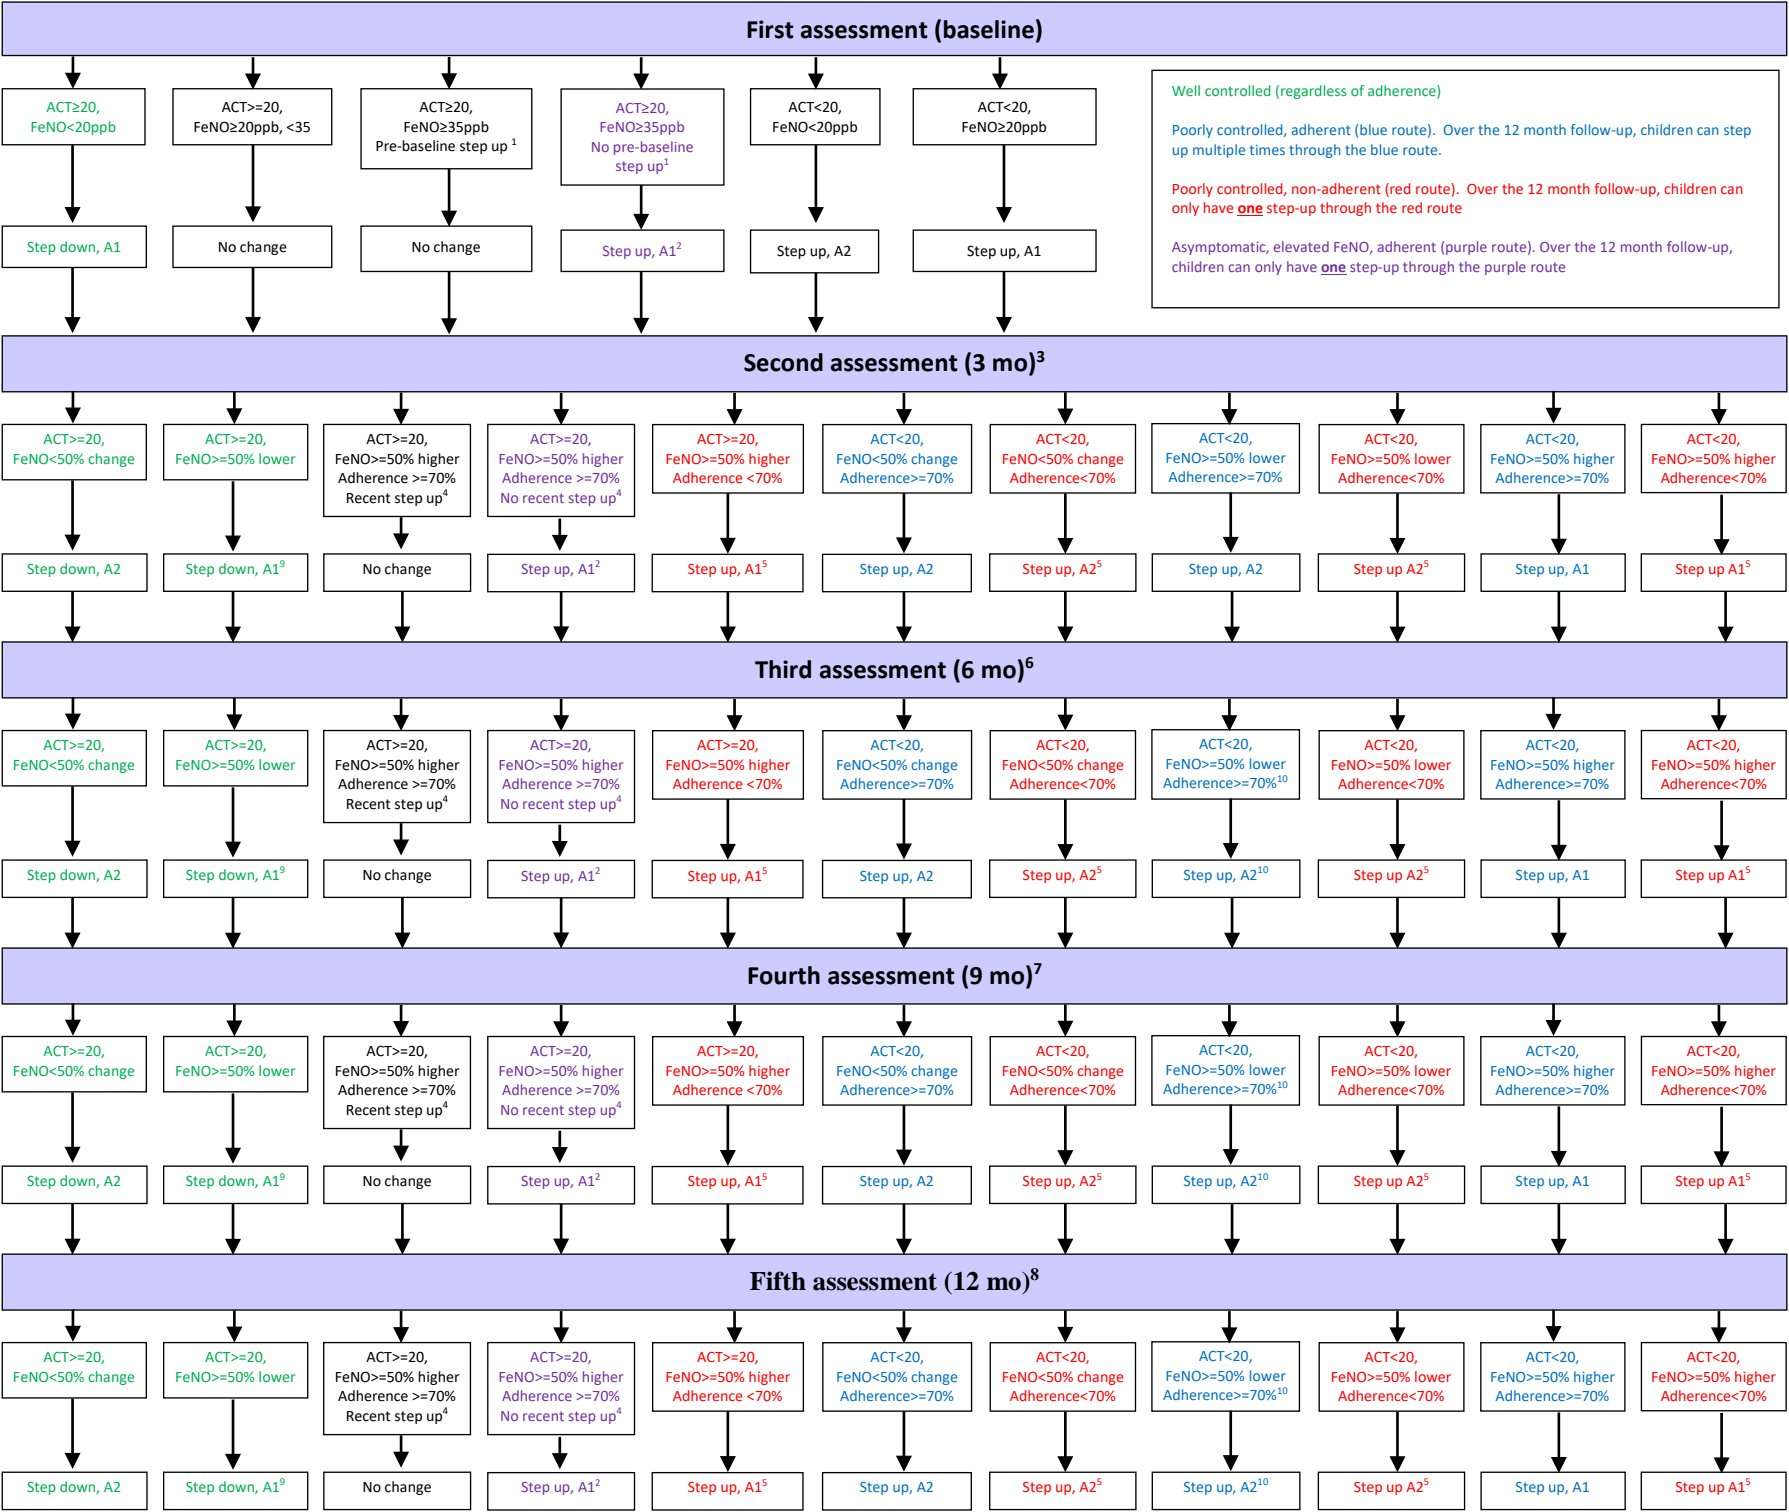 First assessment (baseline)
ACT≥20,
FeNO<20ppb
ACT>=20,
FeNO≥20ppb, <35
ACT≥20,
FeNO≥35ppb
Pre-baseline step up 1
ACT≥20,
FeNO≥35ppb
No pre-baseline
step up1
ACT<20,
FeNO<20ppb
ACT<20,
FeNO≥20ppb
Well controlled (regardless of adherence)
Poorly controlled, adherent (blue route).  Over the 12 month follow-up, children can step
up multiple times through the blue route.
Poorly controlled, non-adherent (red route).  Over the 12 month follow-up, children can
only have one step-up through the red route
Asymptomatic, elevated FeNO, adherent (purple route). Over the 12 month follow-up,
children can only have one step-up through the purple route
Step down, A1
No change
No change
Step up, A12
Step up, A2
Step up, A1
Second assessment (3 mo)3
ACT>=20,
FeNO<50% change
ACT>=20,
FeNO>=50% lower
ACT>=20,
FeNO>=50% higher
Adherence >=70%
Recent step up4
ACT>=20,
FeNO>=50% higher
Adherence >=70%
No recent step up4
ACT>=20,
FeNO>=50% higher
Adherence <70%
ACT<20,
FeNO<50% change
Adherence>=70%
ACT<20,
FeNO<50% change
Adherence<70%
ACT<20,
FeNO>=50% lower
Adherence>=70%
ACT<20,
FeNO>=50% lower
Adherence<70%
ACT<20,
FeNO>=50% higher
Adherence>=70%
ACT<20,
FeNO>=50% higher
Adherence<70%
Step down, A2
Step down, A19
No change
Step up, A12
Step up, A15
Step up, A2
Step up, A25
Step up, A2
Step up A25
Step up, A1
Step up A15
Third assessment (6 mo)6
ACT>=20,
FeNO<50% change
ACT>=20,
FeNO>=50% lower
ACT>=20,
FeNO>=50% higher
Adherence >=70%
Recent step up4
ACT>=20,
FeNO>=50% higher
Adherence >=70%
No recent step up4
ACT>=20,
FeNO>=50% higher
Adherence <70%
ACT<20,
FeNO<50% change
Adherence>=70%
ACT<20,
FeNO<50% change
Adherence<70%
ACT<20,
FeNO>=50% lower
Adherence>=70%10
ACT<20,
FeNO>=50% lower
Adherence<70%
ACT<20,
FeNO>=50% higher
Adherence>=70%
ACT<20,
FeNO>=50% higher
Adherence<70%
Step down, A2
Step down, A19
No change
Step up, A12
Step up, A15
Step up, A2
Step up, A25
Step up, A210
Step up A25
Step up, A1
Step up A15
Fourth assessment (9 mo)7
ACT>=20,
FeNO<50% change
ACT>=20,
FeNO>=50% lower
ACT>=20,
FeNO>=50% higher
Adherence >=70%
Recent step up4
ACT>=20,
FeNO>=50% higher
Adherence >=70%
No recent step up4
ACT>=20,
FeNO>=50% higher
Adherence <70%
ACT<20,
FeNO<50% change
Adherence>=70%
ACT<20,
FeNO<50% change
Adherence<70%
ACT<20,
FeNO>=50% lower
Adherence>=70%10
ACT<20,
FeNO>=50% lower
Adherence<70%
ACT<20,
FeNO>=50% higher
Adherence>=70%
ACT<20,
FeNO>=50% higher
Adherence<70%
Step down, A2
Step down, A19
No change
Step up, A12
Step up, A15
Step up, A2
Step up, A25
Step up, A210
Step up A25
Step up, A1
Step up A15
Fifth assessment (12 mo)8
ACT>=20,
FeNO<50% change
ACT>=20,
FeNO>=50% lower
ACT>=20,
FeNO>=50% higher
Adherence >=70%
Recent step up4
ACT>=20,
FeNO>=50% higher
Adherence >=70%
No recent step up4
ACT>=20,
FeNO>=50% higher
Adherence <70%
ACT<20,
FeNO<50% change
Adherence>=70%
ACT<20,
FeNO<50% change
Adherence<70%
ACT<20,
FeNO>=50% lower
Adherence>=70%10
ACT<20,
FeNO>=50% lower
Adherence<70%
ACT<20,
FeNO>=50% higher
Adherence>=70%
ACT<20,
FeNO>=50% higher
Adherence<70%
Step down, A2
Step down, A19
No change
Step up, A12
Step up, A15
Step up, A2
Step up, A25
Step up, A210
Step up A25
Step up, A1
Step up A15